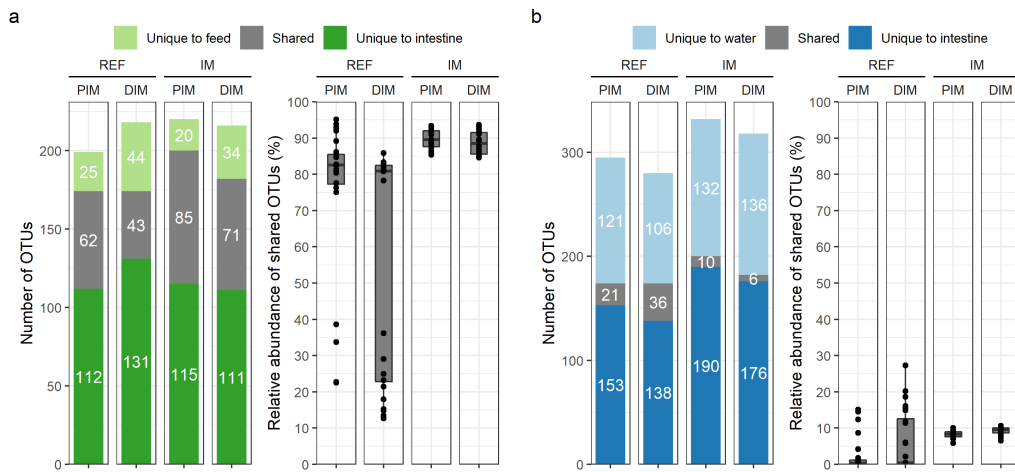 a
Unique to feed Shared Unique to intestine
REF IM
PIM DIM PIM DIM
Number of OTUs
0
50
100
150
200
25 44 20 34
62 43 85 71
112 131 115 111
REF IM
PIM DIM PIM DIM
Relative abundance of shared OTUs (%)
100
90
80
70
60
50
40
30
20
10
0
b
Unique to water Shared Unique to intestine
REF IM
PIM DIM PIM DIM
Number of OTUs
300
200
100
0
121 106 132 136
21 36 10 6
153 138 190 176
REF IM
PIM DIM PIM DIM
Relative abundance of shared OTUs (%)
100
90
80
70
60
50
40
30
20
10
0